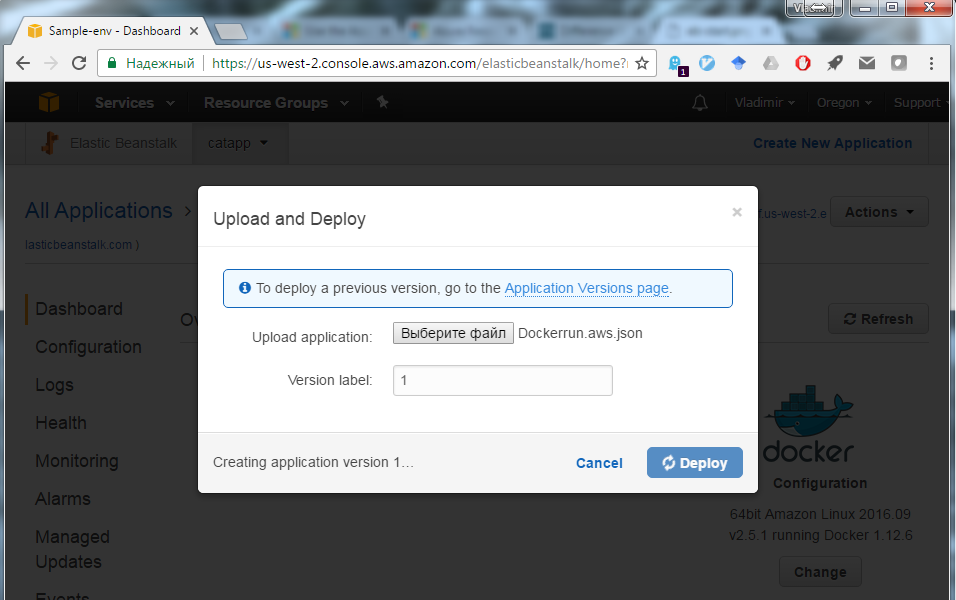 Sample-env - Dashboard
Надежный https://us-west-2.console.aws.amazon.com/elasticbeanstalk/home?
1
Services Resource Groups Vladimir Oregon Support
Elastic Beanstalk catapp Create New Application
All Applications > f.us-west-2.e Actions
lasticbeanstalk.com )
Upload and Deploy ×
To deploy a previous version, go to the Application Versions page.
Upload application: Выберите файл Dockerrun.aws.json
Version label: 1
Creating application version 1… Cancel Deploy
Dashboard
Configuration
Logs
Health
Monitoring
Alarms
Managed
Updates
Events
Ov
Refresh
docker
Configuration
64bit Amazon Linux 2016.09
v2.5.1 running Docker 1.12.6
Change